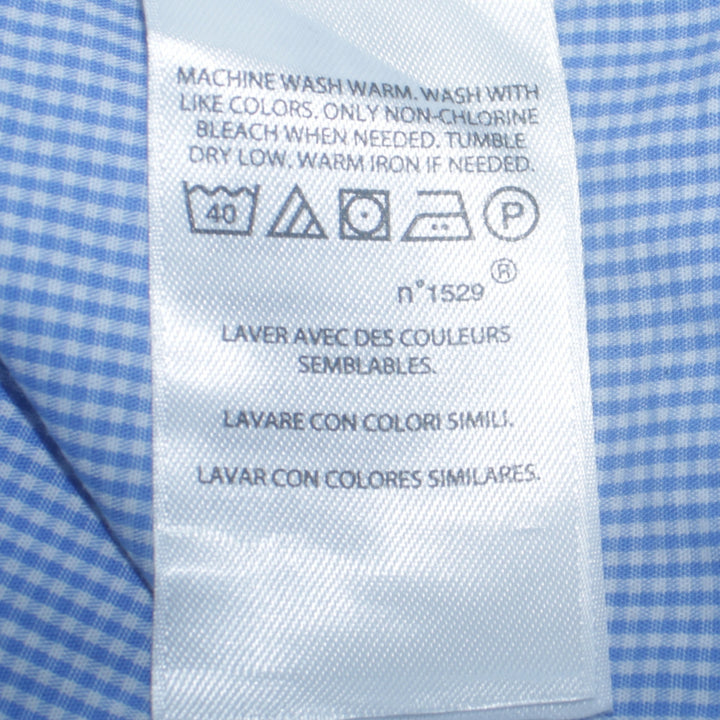 MACHINE WASH WARM. WASH WITH
LIKE COLORS. ONLY NON-CHLORINE
BLEACH WHEN NEEDED. TUMBLE
DRY LOW. WARM IRON IF NEEDED.
40 P
n°1529 ®
LAVER AVEC DES COULEURS
SEMBLABLES.
LAVARE CON COLORI SIMILI.
LAVAR CON COLORES SIMILARES.